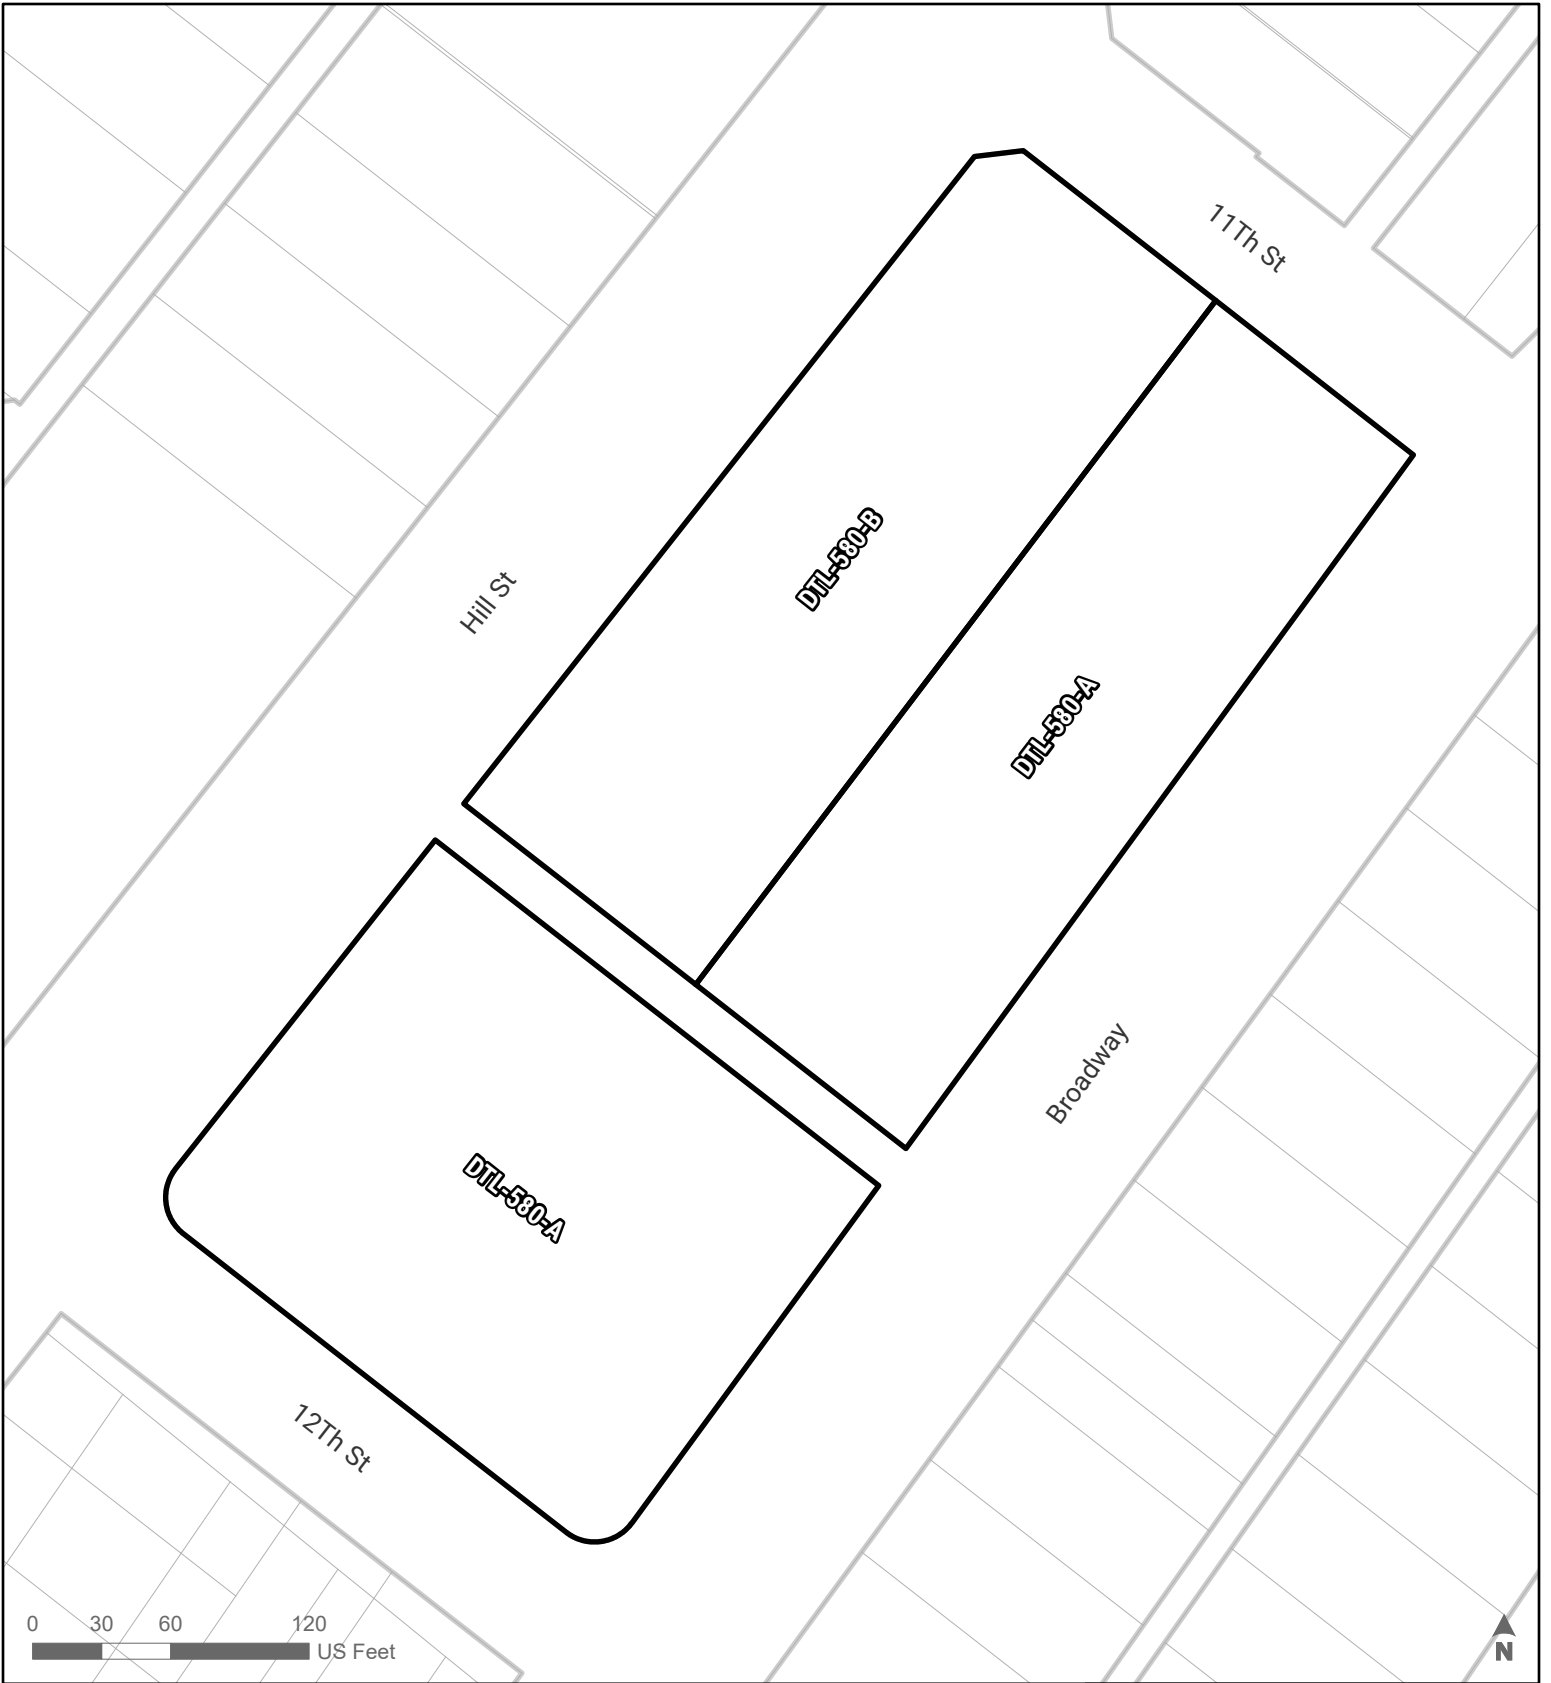 11Th St
DTL-580-B
Hill St
DTL-580-A
Broadway
DTL-580-A
12Th St
0 30 60 120
US Feet
N